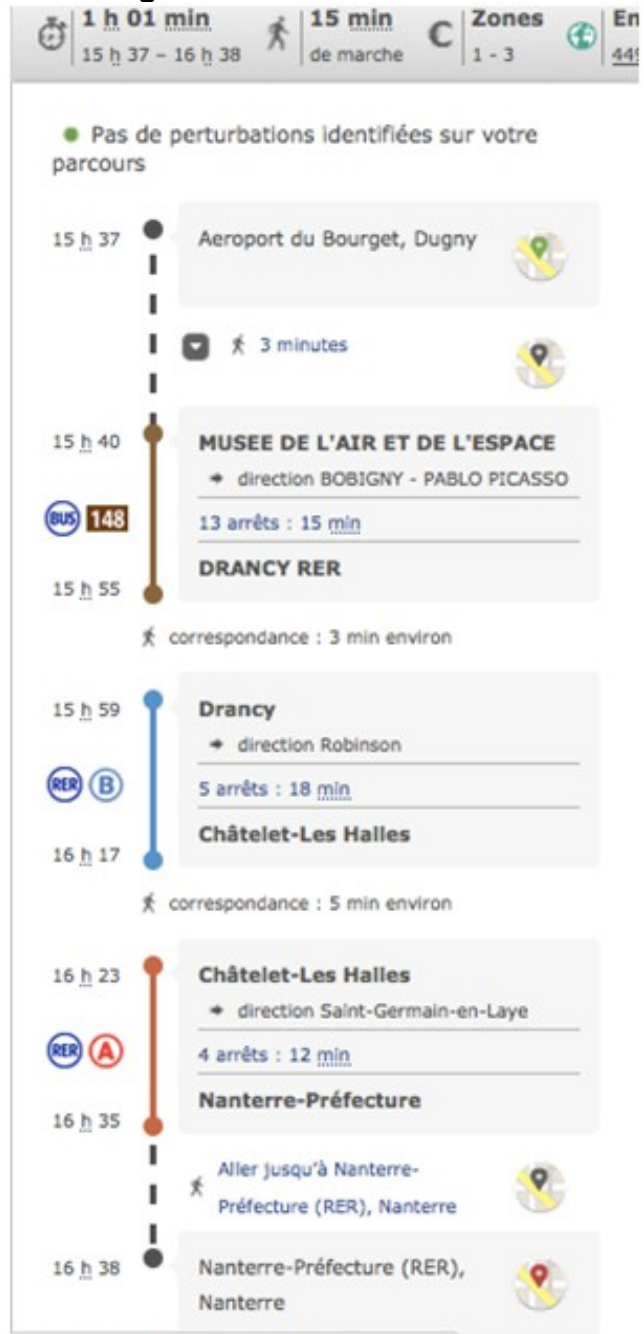 1 h 01 min
15 h 37 – 16 h 38
15 min
de marche
C
Zones
1 - 3
En
449
Pas de perturbations identifiées sur votre
parcours
15 h 37
Aeroport du Bourget, Dugny
3 minutes
15 h 40
MUSEE DE L'AIR ET DE L'ESPACE
direction BOBIGNY - PABLO PICASSO
BUS 148
13 arrêts : 15 min
DRANCY RER
15 h 55
correspondance : 3 min environ
15 h 59
Drancy
direction Robinson
RER B
5 arrêts : 18 min
Châtelet-Les Halles
16 h 17
correspondance : 5 min environ
16 h 23
Châtelet-Les Halles
direction Saint-Germain-en-Laye
RER A
4 arrêts : 12 min
Nanterre-Préfecture
16 h 35
Aller jusqu'à Nanterre-
Préfecture (RER), Nanterre
16 h 38
Nanterre-Préfecture (RER),
Nanterre